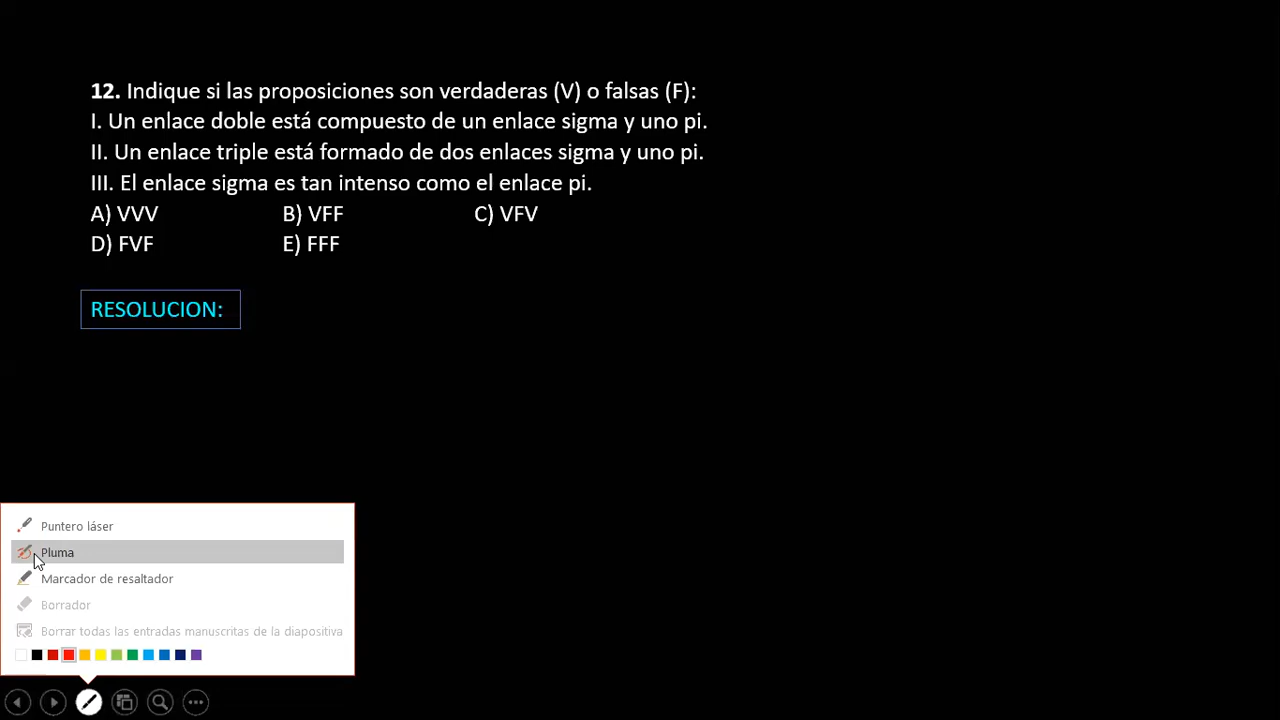 12. Indique si las proposiciones son verdaderas (V) o falsas (F):
I. Un enlace doble está compuesto de un enlace sigma y uno pi.
II. Un enlace triple está formado de dos enlaces sigma y uno pi.
III. El enlace sigma es tan intenso como el enlace pi.
A) VVV B) VFF C) VFV
D) FVF E) FFF
RESOLUCION:
Puntero láser
Pluma
Marcador de resaltador
Borrador
Borrar todas las entradas manuscritas de la diapositiva